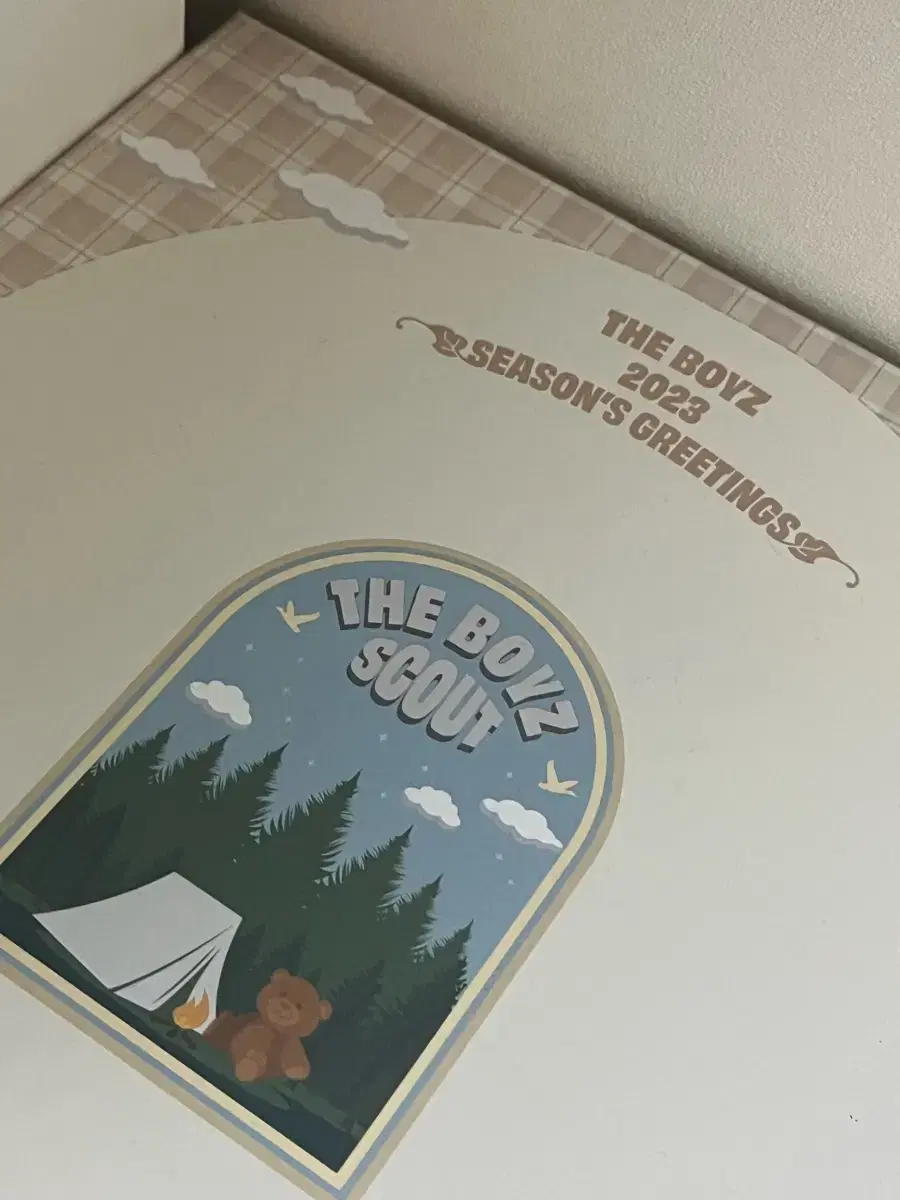 THE BOYZ
2023
SEASON'S GREETINGS
THE BOYZ
SCOUT